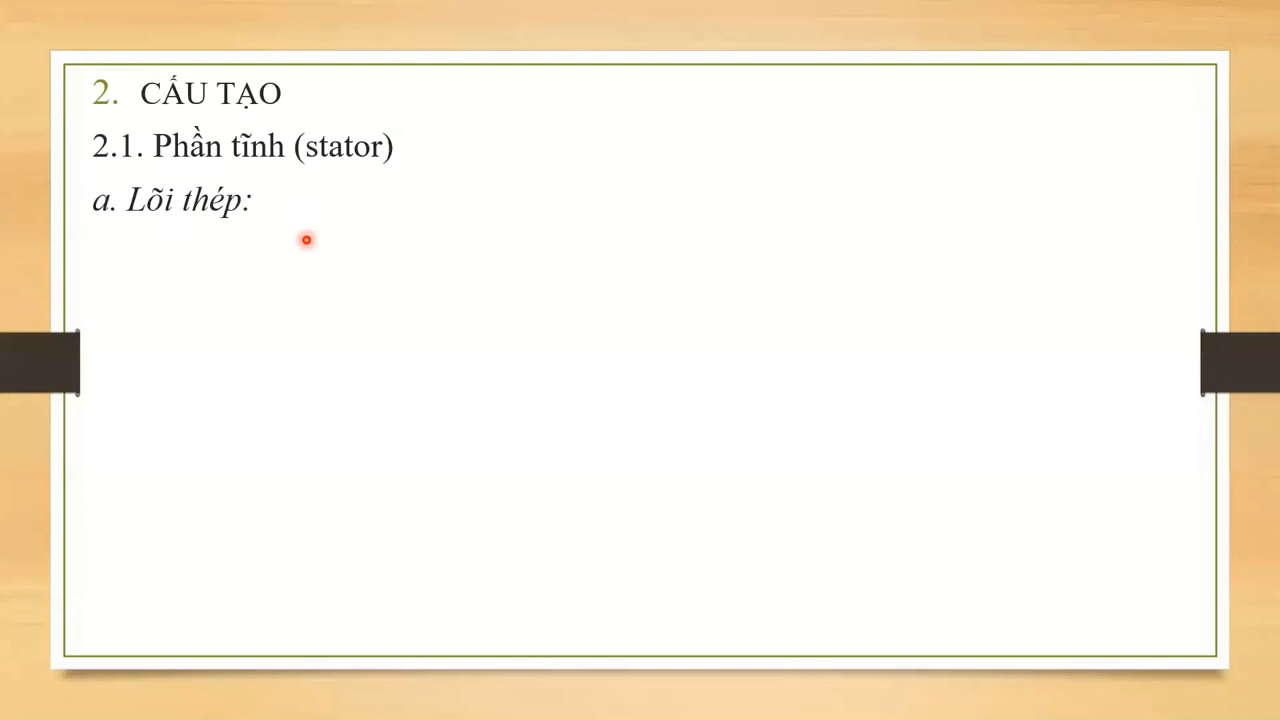 2. CẤU TẠO
2.1. Phần tĩnh (stator)
a. Lõi thép: